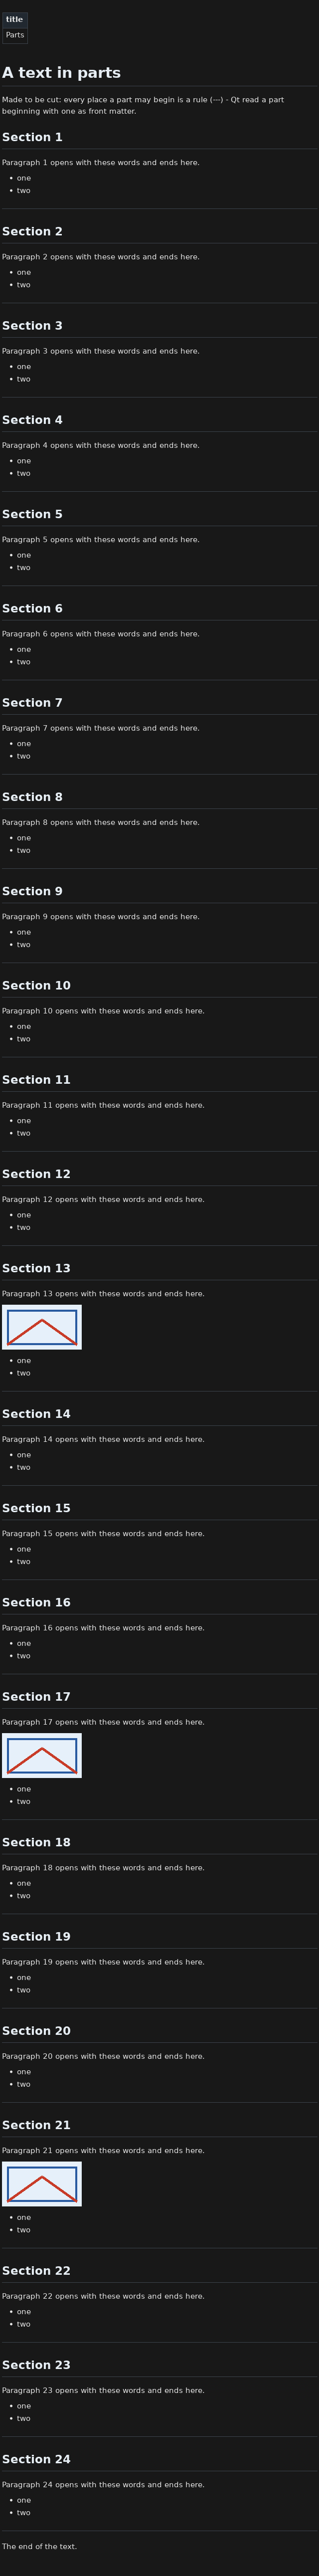 title
Parts
A text in parts
Made to be cut: every place a part may begin is a rule (---) - Qt read a part
beginning with one as front matter.
Section 1
Paragraph 1 opens with these words and ends here.
• one
• two
Section 2
Paragraph 2 opens with these words and ends here.
• one
• two
Section 3
Paragraph 3 opens with these words and ends here.
• one
• two
Section 4
Paragraph 4 opens with these words and ends here.
• one
• two
Section 5
Paragraph 5 opens with these words and ends here.
• one
• two
Section 6
Paragraph 6 opens with these words and ends here.
• one
• two
Section 7
Paragraph 7 opens with these words and ends here.
• one
• two
Section 8
Paragraph 8 opens with these words and ends here.
• one
• two
Section 9
Paragraph 9 opens with these words and ends here.
• one
• two
Section 10
Paragraph 10 opens with these words and ends here.
• one
• two
Section 11
Paragraph 11 opens with these words and ends here.
• one
• two
Section 12
Paragraph 12 opens with these words and ends here.
• one
• two
Section 13
Paragraph 13 opens with these words and ends here.
• one
• two
Section 14
Paragraph 14 opens with these words and ends here.
• one
• two
Section 15
Paragraph 15 opens with these words and ends here.
• one
• two
Section 16
Paragraph 16 opens with these words and ends here.
• one
• two
Section 17
Paragraph 17 opens with these words and ends here.
• one
• two
Section 18
Paragraph 18 opens with these words and ends here.
• one
• two
Section 19
Paragraph 19 opens with these words and ends here.
• one
• two
Section 20
Paragraph 20 opens with these words and ends here.
• one
• two
Section 21
Paragraph 21 opens with these words and ends here.
• one
• two
Section 22
Paragraph 22 opens with these words and ends here.
• one
• two
Section 23
Paragraph 23 opens with these words and ends here.
• one
• two
Section 24
Paragraph 24 opens with these words and ends here.
• one
• two
The end of the text.